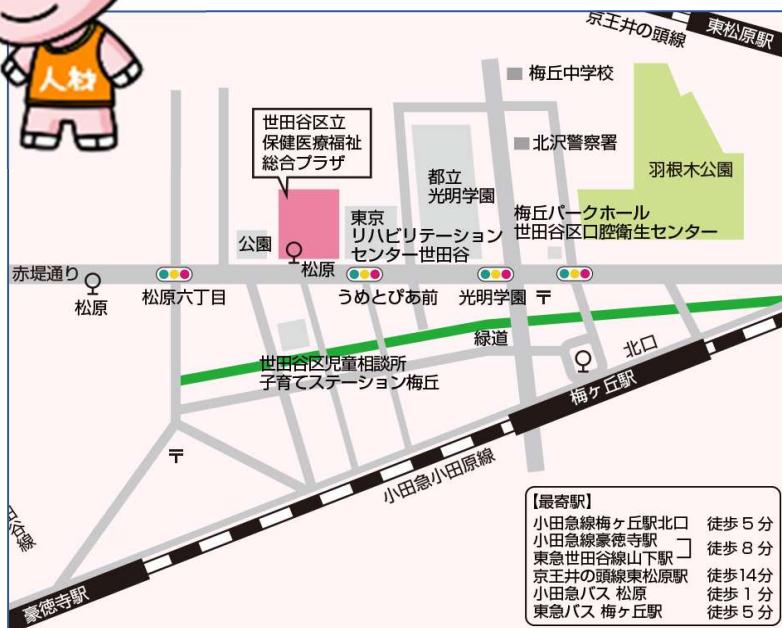 人材
京王井の頭線
東松原駅
梅丘中学校
北沢警察署
羽根木公園
世田谷区立
保健医療福祉
総合プラザ
都立
光明学園
公園
東京
リハビリテーション
センター世田谷
梅丘パークホール
世田谷区口腔衛生センター
赤堤通り
松原
松原
松原六丁目
うめとぴあ前
光明学園
〒
緑道
世田谷区児童相談所
子育てステーション梅丘
北口
梅ヶ丘駅
〒
小田急小田原線
谷線
豪徳寺駅
【最寄駅】
小田急線梅ヶ丘駅北口 徒歩5分
小田急線豪徳寺駅
東急世田谷線山下駅 徒歩8分
京王井の頭線東松原駅 徒歩14分
小田急バス 松原 徒歩1分
東急バス 梅ヶ丘駅 徒歩5分